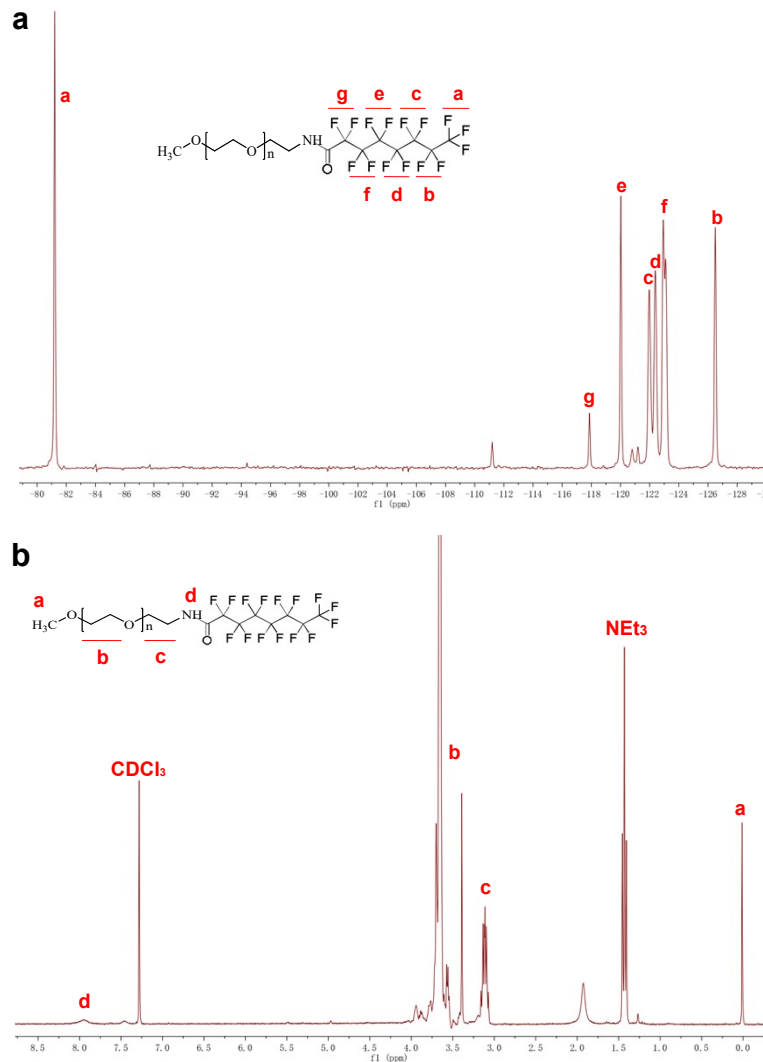 a
a
g e c a
F F F F F F F
H₃C O O n NH F
O F
F F F F F F
f d b
e
f
b
d
c
g
-80 -82 -84 -86 -88 -90 -92 -94 -96 -98 -100 -102 -104 -106 -108 -110 -112 -114 -116 -118 -120 -122 -124 -126 -128
f1 (ppm)
b
a d
F F F F F F F
H₃C O O n NH F
O F
F F F F F F
b c
NEt₃
CDCl₃
b
a
c
d
8.5 8.0 7.5 7.0 6.5 6.0 5.5 5.0 4.5 4.0 3.5 3.0 2.5 2.0 1.5 1.0 0.5 0.0
f1 (ppm)